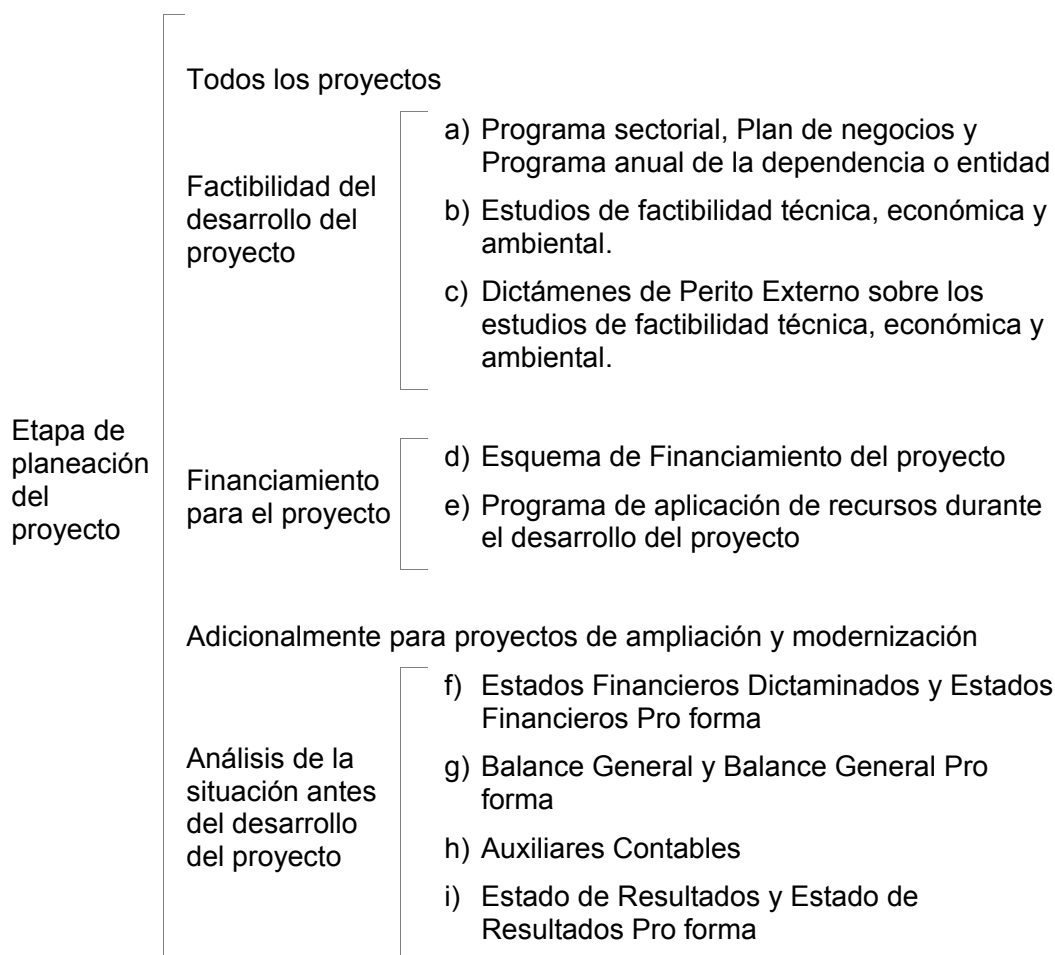 Todos los proyectos
Etapa de
planeación
del
proyecto
Factibilidad del
desarrollo del
proyecto
a) Programa sectorial, Plan de negocios y
Programa anual de la dependencia o entidad
b) Estudios de factibilidad técnica, económica y
ambiental.
c) Dictámenes de Perito Externo sobre los
estudios de factibilidad técnica, económica y
ambiental.
Financiamiento
para el proyecto
d) Esquema de Financiamiento del proyecto
e) Programa de aplicación de recursos durante
el desarrollo del proyecto
Adicionalmente para proyectos de ampliación y modernización
Análisis de la
situación antes
del desarrollo
del proyecto
f) Estados Financieros Dictaminados y Estados
Financieros Pro forma
g) Balance General y Balance General Pro
forma
h) Auxiliares Contables
i) Estado de Resultados y Estado de
Resultados Pro forma